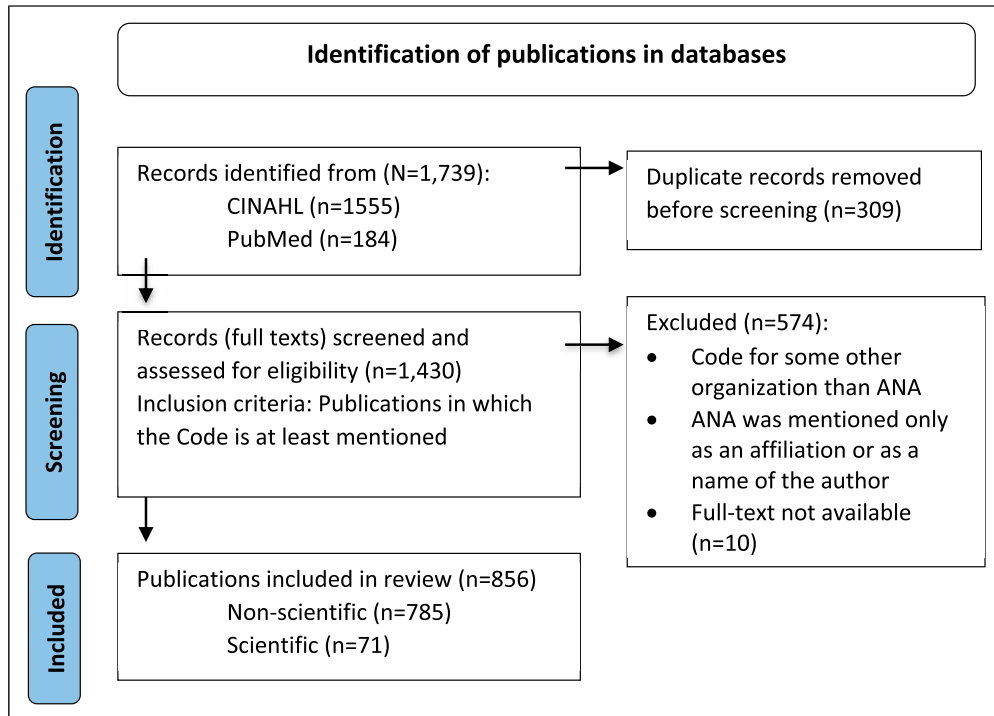 Identification of publications in databases
Identification
Records identified from (N=1,739):
CINAHL (n=1555)
PubMed (n=184)
Duplicate records removed
before screening (n=309)
Screening
Records (full texts) screened and
assessed for eligibility (n=1,430)
Inclusion criteria: Publications in which
the Code is at least mentioned
Excluded (n=574):
• Code for some other
organization than ANA
• ANA was mentioned only
as an affiliation or as a
name of the author
• Full-text not available
(n=10)
Included
Publications included in review (n=856)
Non-scientific (n=785)
Scientific (n=71)